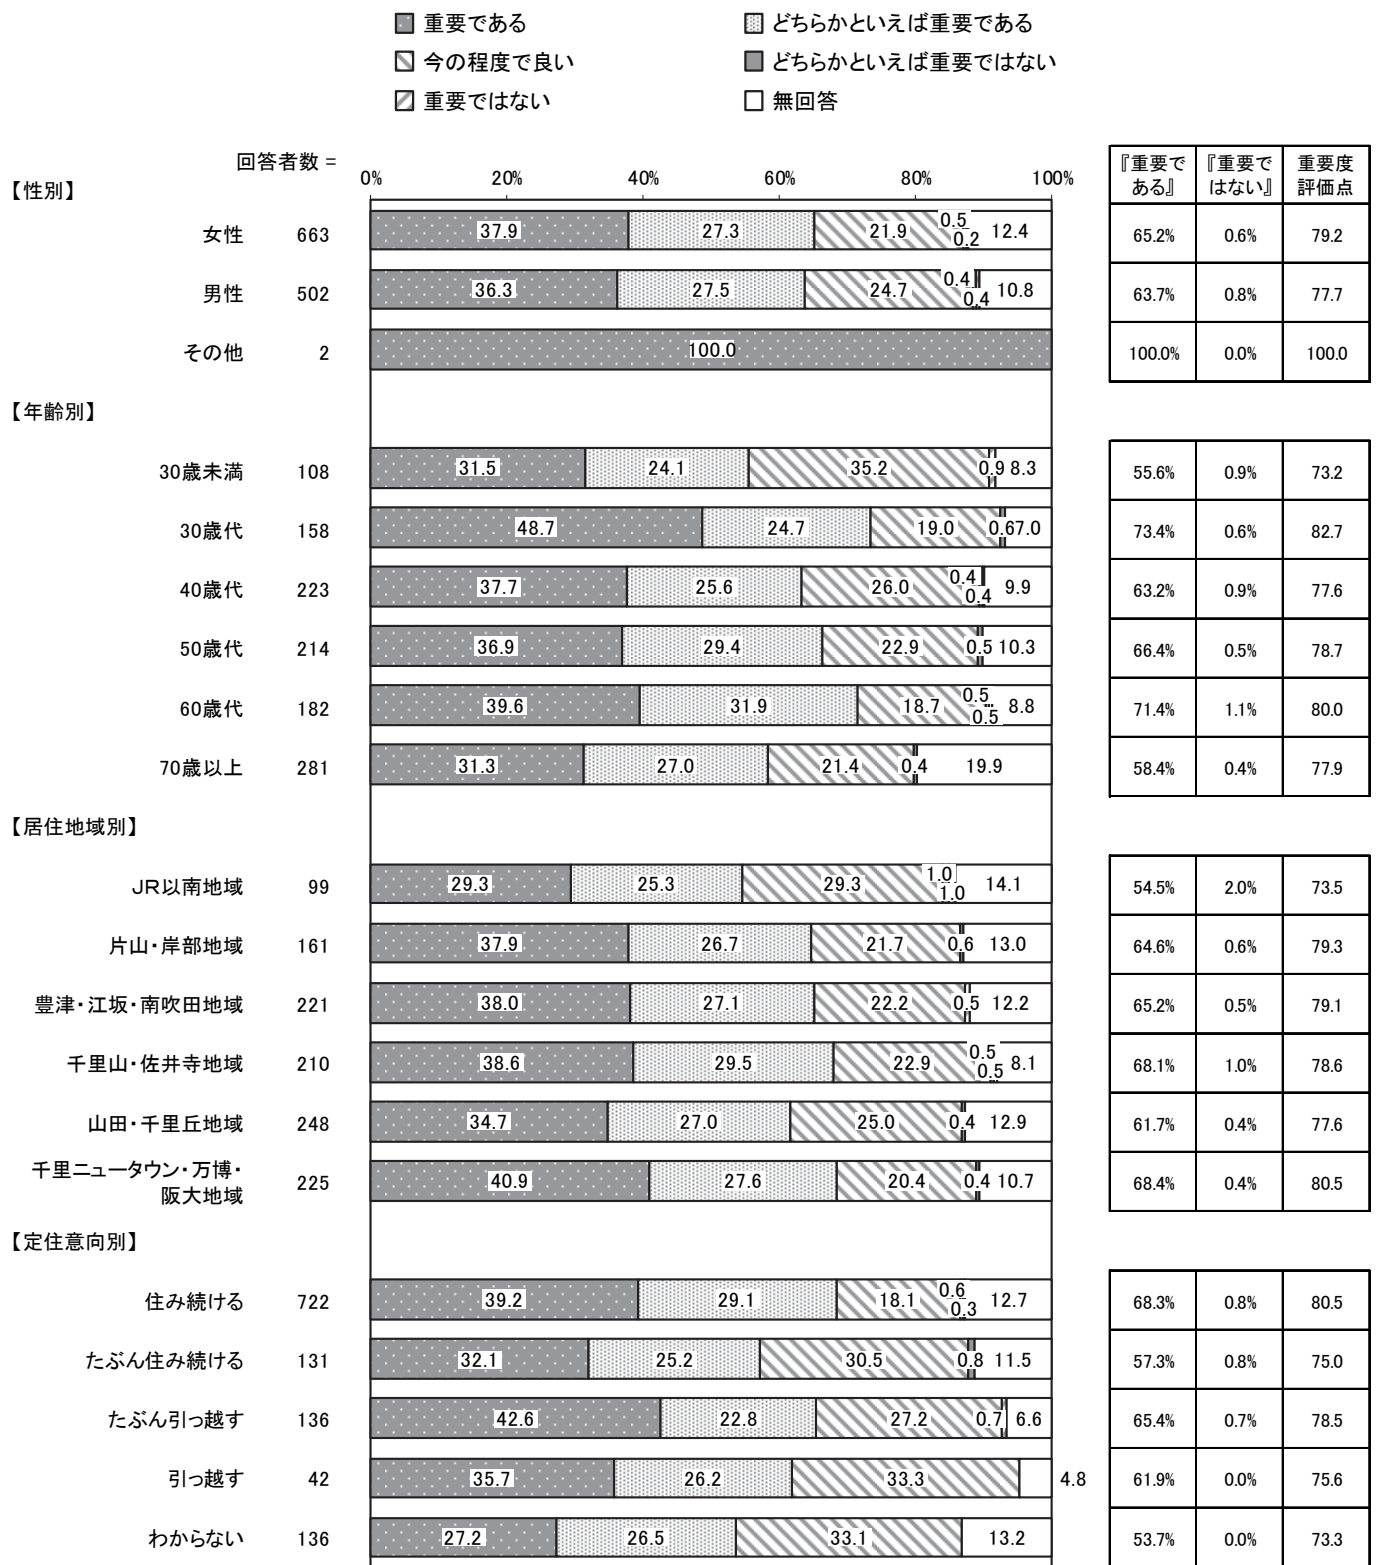 重要である どちらかといえば重要である
今の程度で良い どちらかといえば重要ではない
重要ではない 無回答
回答者数 = 0% 20% 40% 60% 80% 100%
『重要で
ある』
『重要で
はない』
重要度
評価点
【性別】
女性 663 37.9 27.3 21.9 0.5 0.2 12.4 65.2% 0.6% 79.2
男性 502 36.3 27.5 24.7 0.4 0.4 10.8 63.7% 0.8% 77.7
その他 2 100.0 100.0% 0.0% 100.0
【年齢別】
30歳未満 108 31.5 24.1 35.2 0.9 8.3 55.6% 0.9% 73.2
30歳代 158 48.7 24.7 19.0 0.6 7.0 73.4% 0.6% 82.7
40歳代 223 37.7 25.6 26.0 0.4 0.4 9.9 63.2% 0.9% 77.6
50歳代 214 36.9 29.4 22.9 0.5 10.3 66.4% 0.5% 78.7
60歳代 182 39.6 31.9 18.7 0.5 0.5 8.8 71.4% 1.1% 80.0
70歳以上 281 31.3 27.0 21.4 0.4 19.9 58.4% 0.4% 77.9
【居住地域別】
JR以南地域 99 29.3 25.3 29.3 1.0 1.0 14.1 54.5% 2.0% 73.5
片山・岸部地域 161 37.9 26.7 21.7 0.6 13.0 64.6% 0.6% 79.3
豊津・江坂・南吹田地域 221 38.0 27.1 22.2 0.5 12.2 65.2% 0.5% 79.1
千里山・佐井寺地域 210 38.6 29.5 22.9 0.5 0.5 8.1 68.1% 1.0% 78.6
山田・千里丘地域 248 34.7 27.0 25.0 0.4 12.9 61.7% 0.4% 77.6
千里ニュータウン・万博・
阪大地域 225 40.9 27.6 20.4 0.4 10.7 68.4% 0.4% 80.5
【定住意向別】
住み続ける 722 39.2 29.1 18.1 0.6 0.3 12.7 68.3% 0.8% 80.5
たぶん住み続ける 131 32.1 25.2 30.5 0.8 11.5 57.3% 0.8% 75.0
たぶん引っ越す 136 42.6 22.8 27.2 0.7 6.6 65.4% 0.7% 78.5
引っ越す 42 35.7 26.2 33.3 4.8 61.9% 0.0% 75.6
わからない 136 27.2 26.5 33.1 13.2 53.7% 0.0% 73.3